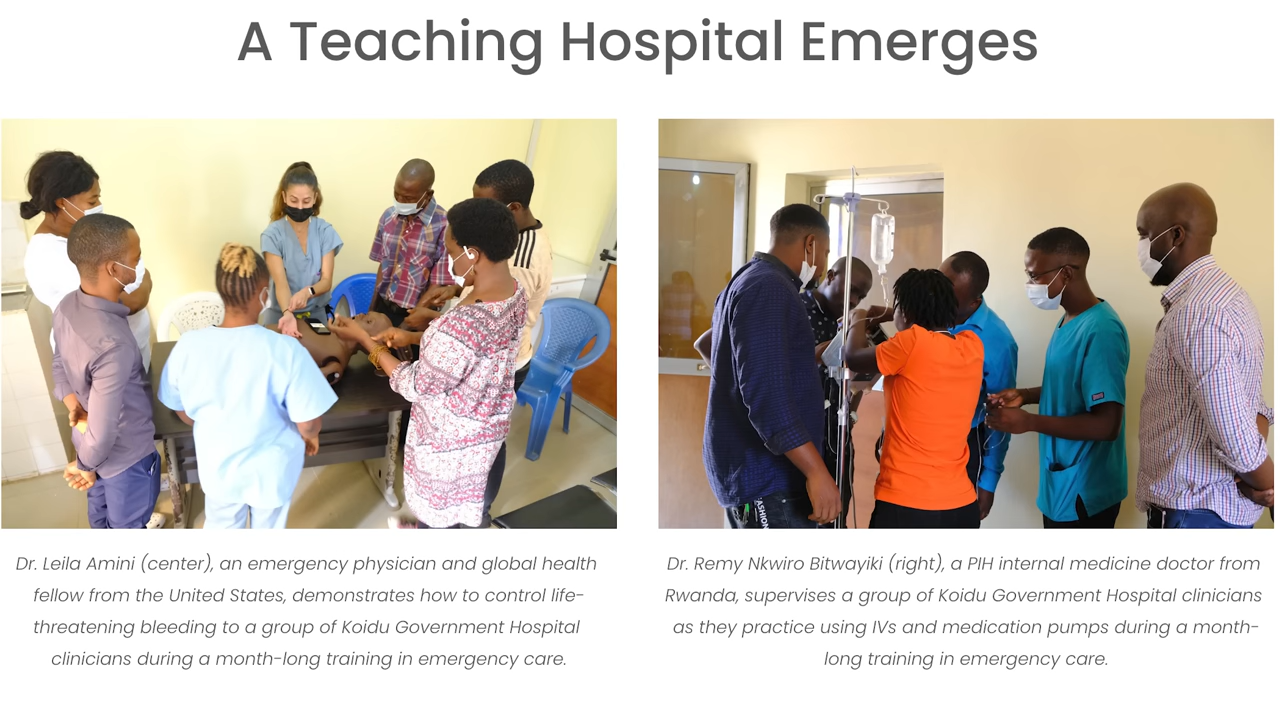 A Teaching Hospital Emerges
Dr. Leila Amini (center), an emergency physician and global health
fellow from the United States, demonstrates how to control life-
threatening bleeding to a group of Koidu Government Hospital
clinicians during a month-long training in emergency care.
FASHION
Dr. Remy Nkwiro Bitwayiki (right), a PIH internal medicine doctor from
Rwanda, supervises a group of Koidu Government Hospital clinicians
as they practice using IVs and medication pumps during a month-
long training in emergency care.